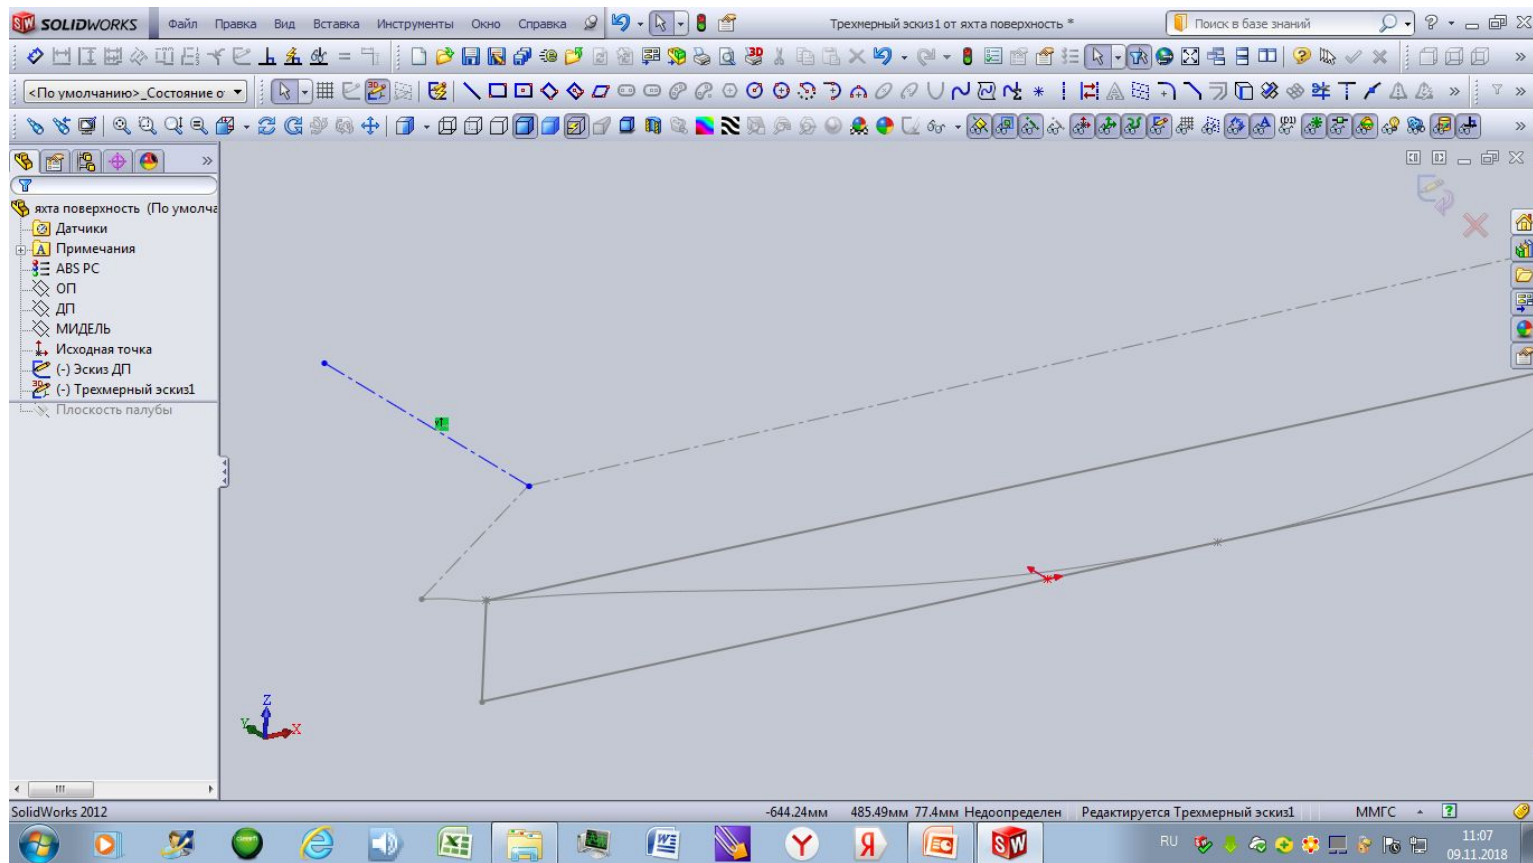 SW SOLIDWORKS Файл Правка Вид Вставка Инструменты Окно Справка Трехмерный эскиз1 от яхта поверхность * Поиск в базе знаний
<По умолчанию>_Состояние о
яхта поверхность (По умолча
Датчики
Примечания
ABS PC
ОП
ДП
МИДЕЛЬ
Исходная точка
(-) Эскиз ДП
(-) Трехмерный эскиз1
Плоскость палубы
Z
Y X
SolidWorks 2012 -644.24мм 485.49мм 77.4мм Недоопределен Редактируется Трехмерный эскиз1 ММГС
RU 11:07
09.11.2018